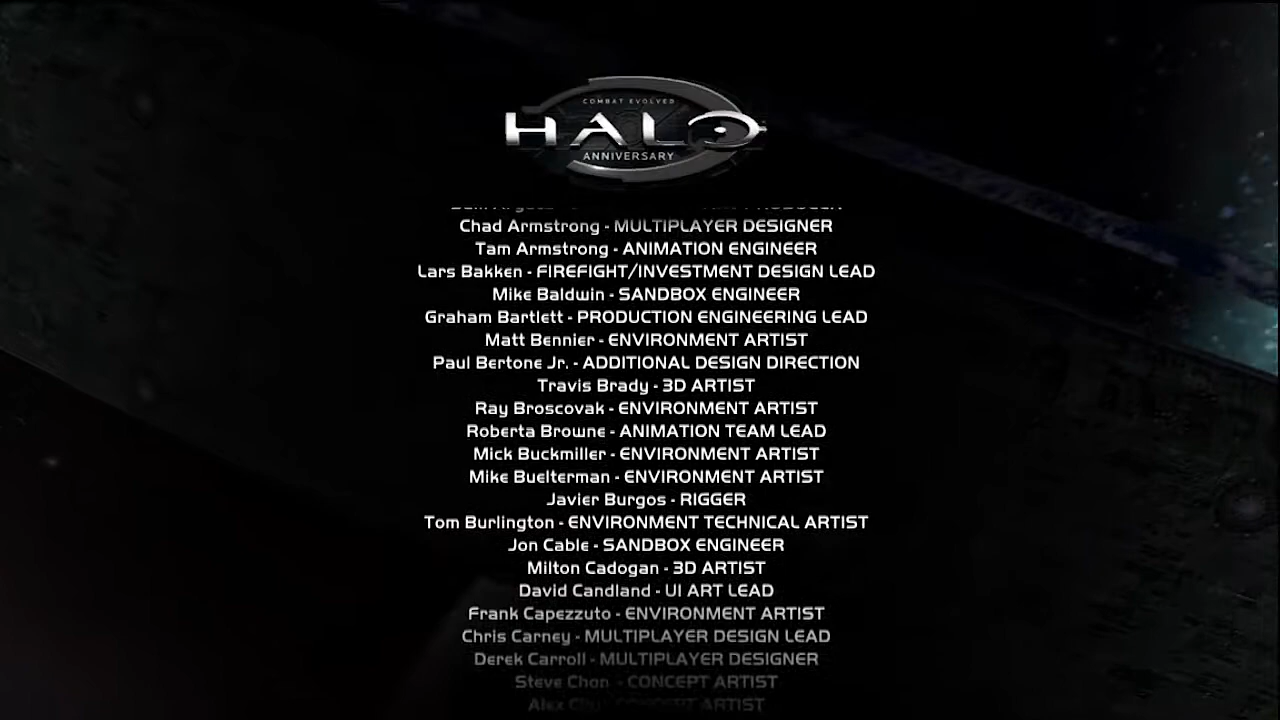 COMBAT EVOLVED
HALO
ANNIVERSARY
PRODUCER
Chad Armstrong - MULTIPLAYER DESIGNER
Tam Armstrong - ANIMATION ENGINEER
Lars Bakken - FIREFIGHT/INVESTMENT DESIGN LEAD
Mike Baldwin - SANDBOX ENGINEER
Graham Bartlett - PRODUCTION ENGINEERING LEAD
Matt Bennier - ENVIRONMENT ARTIST
Paul Bertone Jr. - ADDITIONAL DESIGN DIRECTION
Travis Brady - 3D ARTIST
Ray Broscovak - ENVIRONMENT ARTIST
Roberta Browne - ANIMATION TEAM LEAD
Mick Buckmiller - ENVIRONMENT ARTIST
Mike Buelterman - ENVIRONMENT ARTIST
Javier Burgos - RIGGER
Tom Burlington - ENVIRONMENT TECHNICAL ARTIST
Jon Cable - SANDBOX ENGINEER
Milton Cadogan - 3D ARTIST
David Candland - UI ART LEAD
Frank Capezzuto - ENVIRONMENT ARTIST
Chris Carney - MULTIPLAYER DESIGN LEAD
Derek Carroll - MULTIPLAYER DESIGNER
Steve Chon - CONCEPT ARTIST
Alex - CONCEPT ARTIST